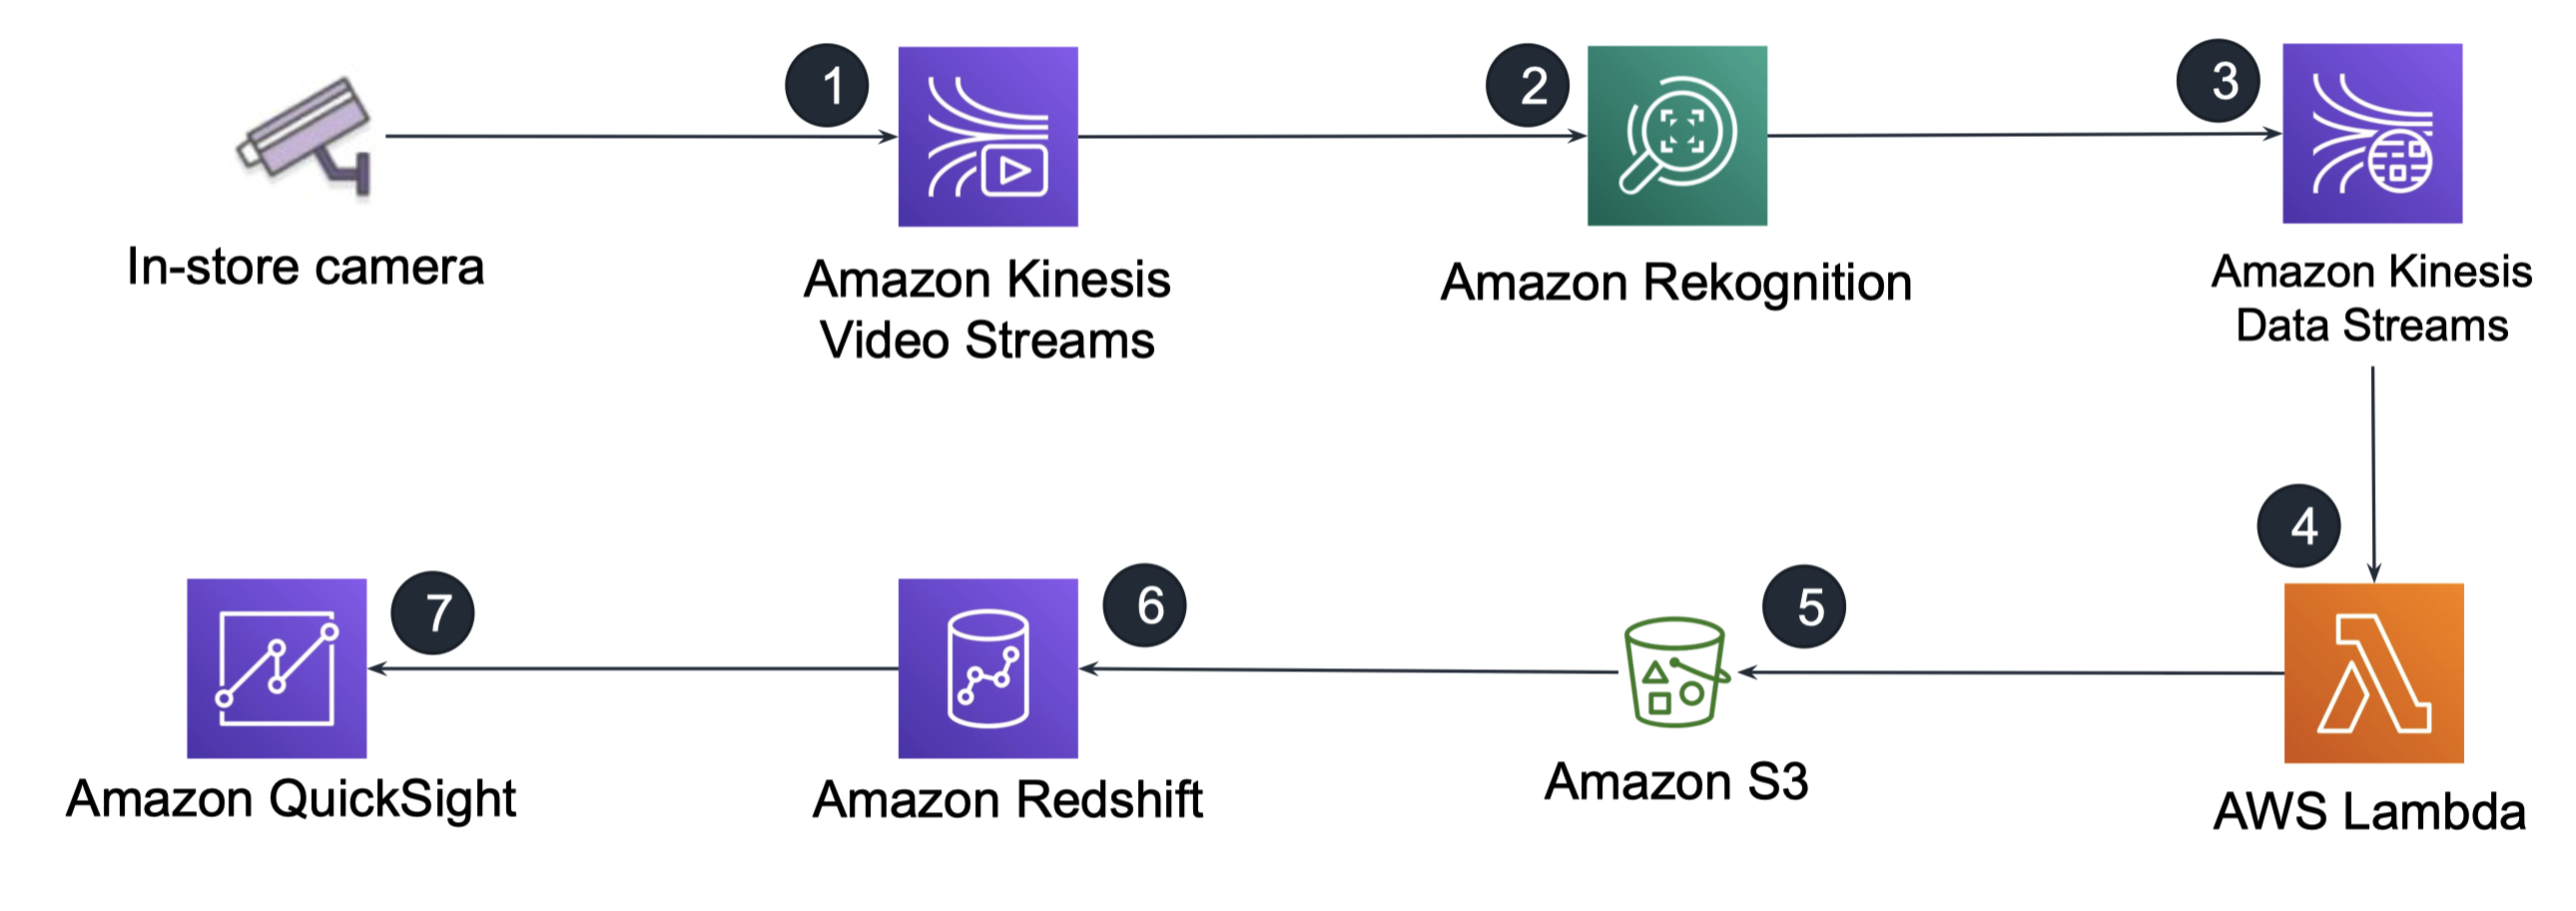 1
2
3
In-store camera
Amazon Kinesis
Video Streams
Amazon Rekognition
Amazon Kinesis
Data Streams
4
7
6
5
Amazon QuickSight
Amazon Redshift
Amazon S3
AWS Lambda